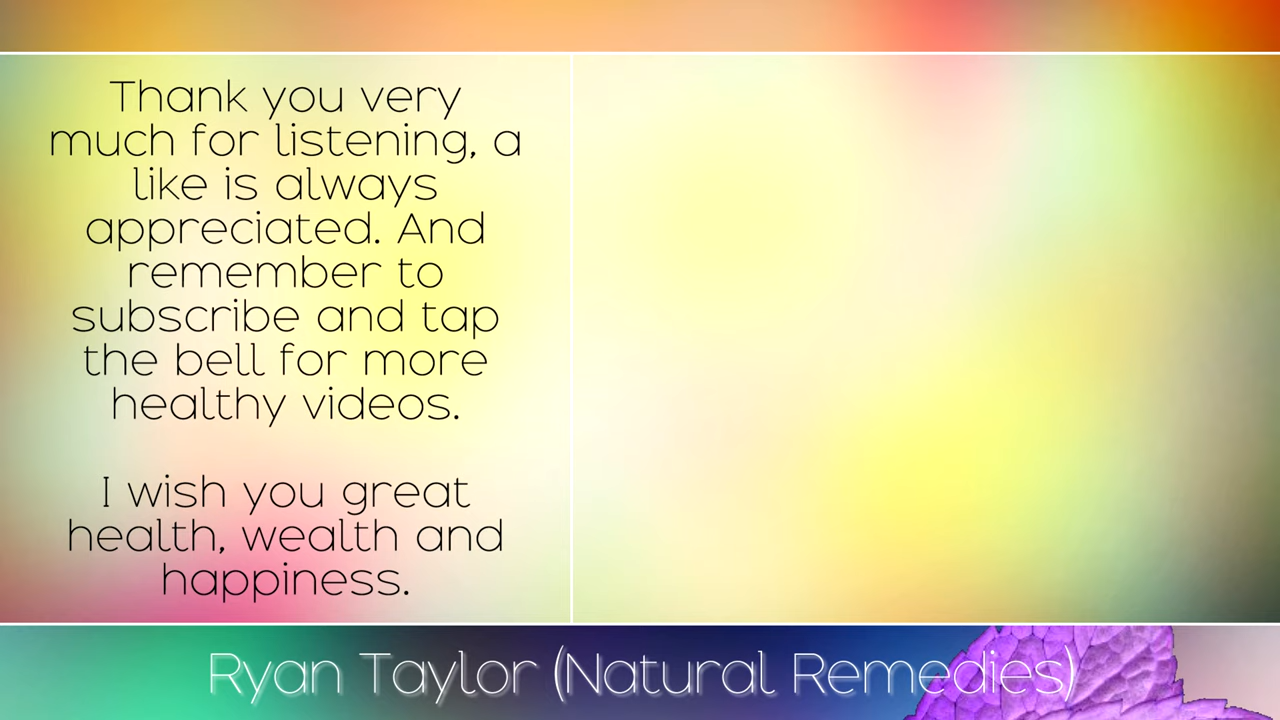 Thank you very
much for listening, a
like is always
appreciated. And
remember to
subscribe and tap
the bell for more
healthy videos.
I wish you great
health, wealth and
happiness.
Ryan Taylor (Natural Remedies)